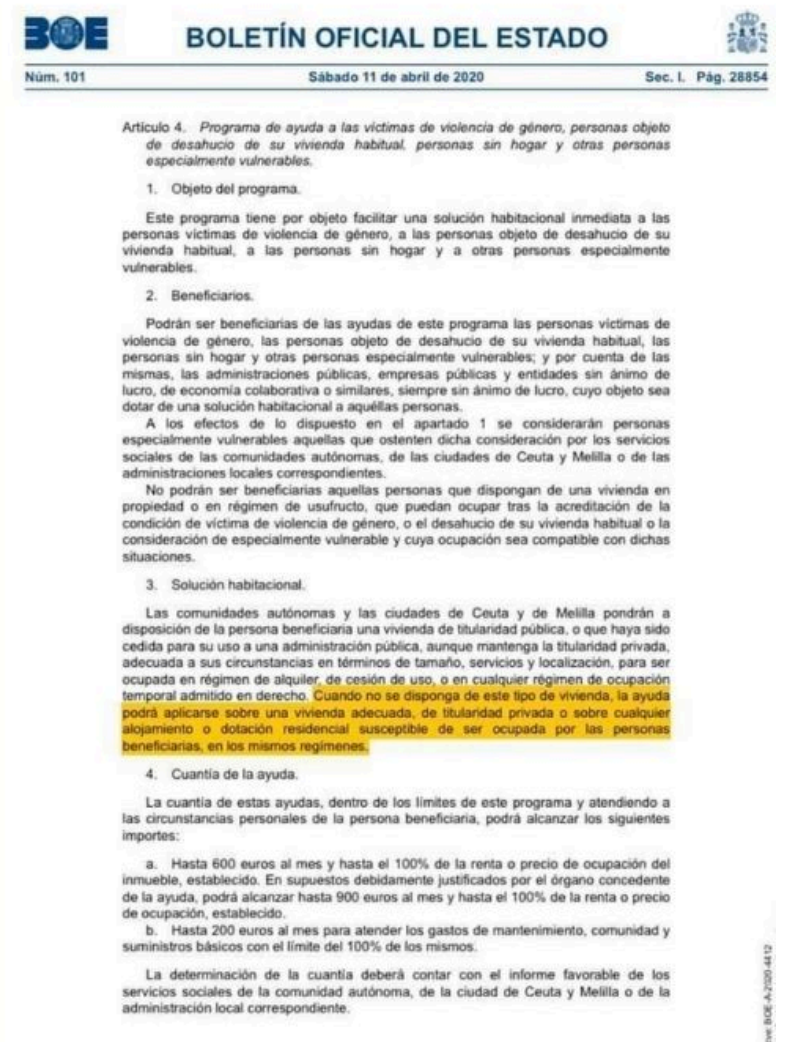 BOE
BOLETÍN OFICIAL DEL ESTADO
Núm. 101 Sábado 11 de abril de 2020 Sec. I. Pág. 28854
Artículo 4. Programa de ayuda a las víctimas de violencia de género, personas objeto
de desahucio de su vivienda habitual, personas sin hogar y otras personas
especialmente vulnerables.
1. Objeto del programa.
Este programa tiene por objeto facilitar una solución habitacional inmediata a las
personas víctimas de violencia de género, a las personas objeto de desahucio de su
vivienda habitual, a las personas sin hogar y a otras personas especialmente
vulnerables.
2. Beneficiarios.
Podrán ser beneficiarias de las ayudas de este programa las personas víctimas de
violencia de género, las personas objeto de desahucio de su vivienda habitual, las
personas sin hogar y otras personas especialmente vulnerables; y por cuenta de las
mismas, las administraciones públicas, empresas públicas y entidades sin ánimo de
lucro, de economía colaborativa o similares, siempre sin ánimo de lucro, cuyo objeto sea
dotar de una solución habitacional a aquéllas personas.
A los efectos de lo dispuesto en el apartado 1 se considerarán personas
especialmente vulnerables aquellas que ostenten dicha consideración por los servicios
sociales de las comunidades autónomas, de las ciudades de Ceuta y Melilla o de las
administraciones locales correspondientes.
No podrán ser beneficiarias aquellas personas que dispongan de una vivienda en
propiedad o en régimen de usufructo, que puedan ocupar tras la acreditación de la
condición de víctima de violencia de género, o el desahucio de su vivienda habitual o la
consideración de especialmente vulnerable y cuya ocupación sea compatible con dichas
situaciones.
3. Solución habitacional.
Las comunidades autónomas y las ciudades de Ceuta y de Melilla pondrán a
disposición de la persona beneficiaria una vivienda de titularidad pública, o que haya sido
cedida para su uso a una administración pública, aunque mantenga la titularidad privada,
adecuada a sus circunstancias en términos de tamaño, servicios y localización, para ser
ocupada en régimen de alquiler, de cesión de uso, o en cualquier régimen de ocupación
temporal admitido en derecho. Cuando no se disponga de este tipo de vivienda, la ayuda
podrá aplicarse sobre una vivienda adecuada, de titularidad privada o sobre cualquier
alojamiento o dotación residencial susceptible de ser ocupada por las personas
beneficiarias, en los mismos regímenes.
4. Cuantía de la ayuda.
La cuantía de estas ayudas, dentro de los límites de este programa y atendiendo a
las circunstancias personales de la persona beneficiaria, podrá alcanzar los siguientes
importes:
a. Hasta 600 euros al mes y hasta el 100% de la renta o precio de ocupación del
inmueble, establecido. En supuestos debidamente justificados por el órgano concedente
de la ayuda, podrá alcanzar hasta 900 euros al mes y hasta el 100% de la renta o precio
de ocupación, establecido.
b. Hasta 200 euros al mes para atender los gastos de mantenimiento, comunidad y
suministros básicos con el límite del 100% de los mismos.
La determinación de la cuantía deberá contar con el informe favorable de los
servicios sociales de la comunidad autónoma, de la ciudad de Ceuta y Melilla o de la
administración local correspondiente.
ve: BOE-A-2020-4412